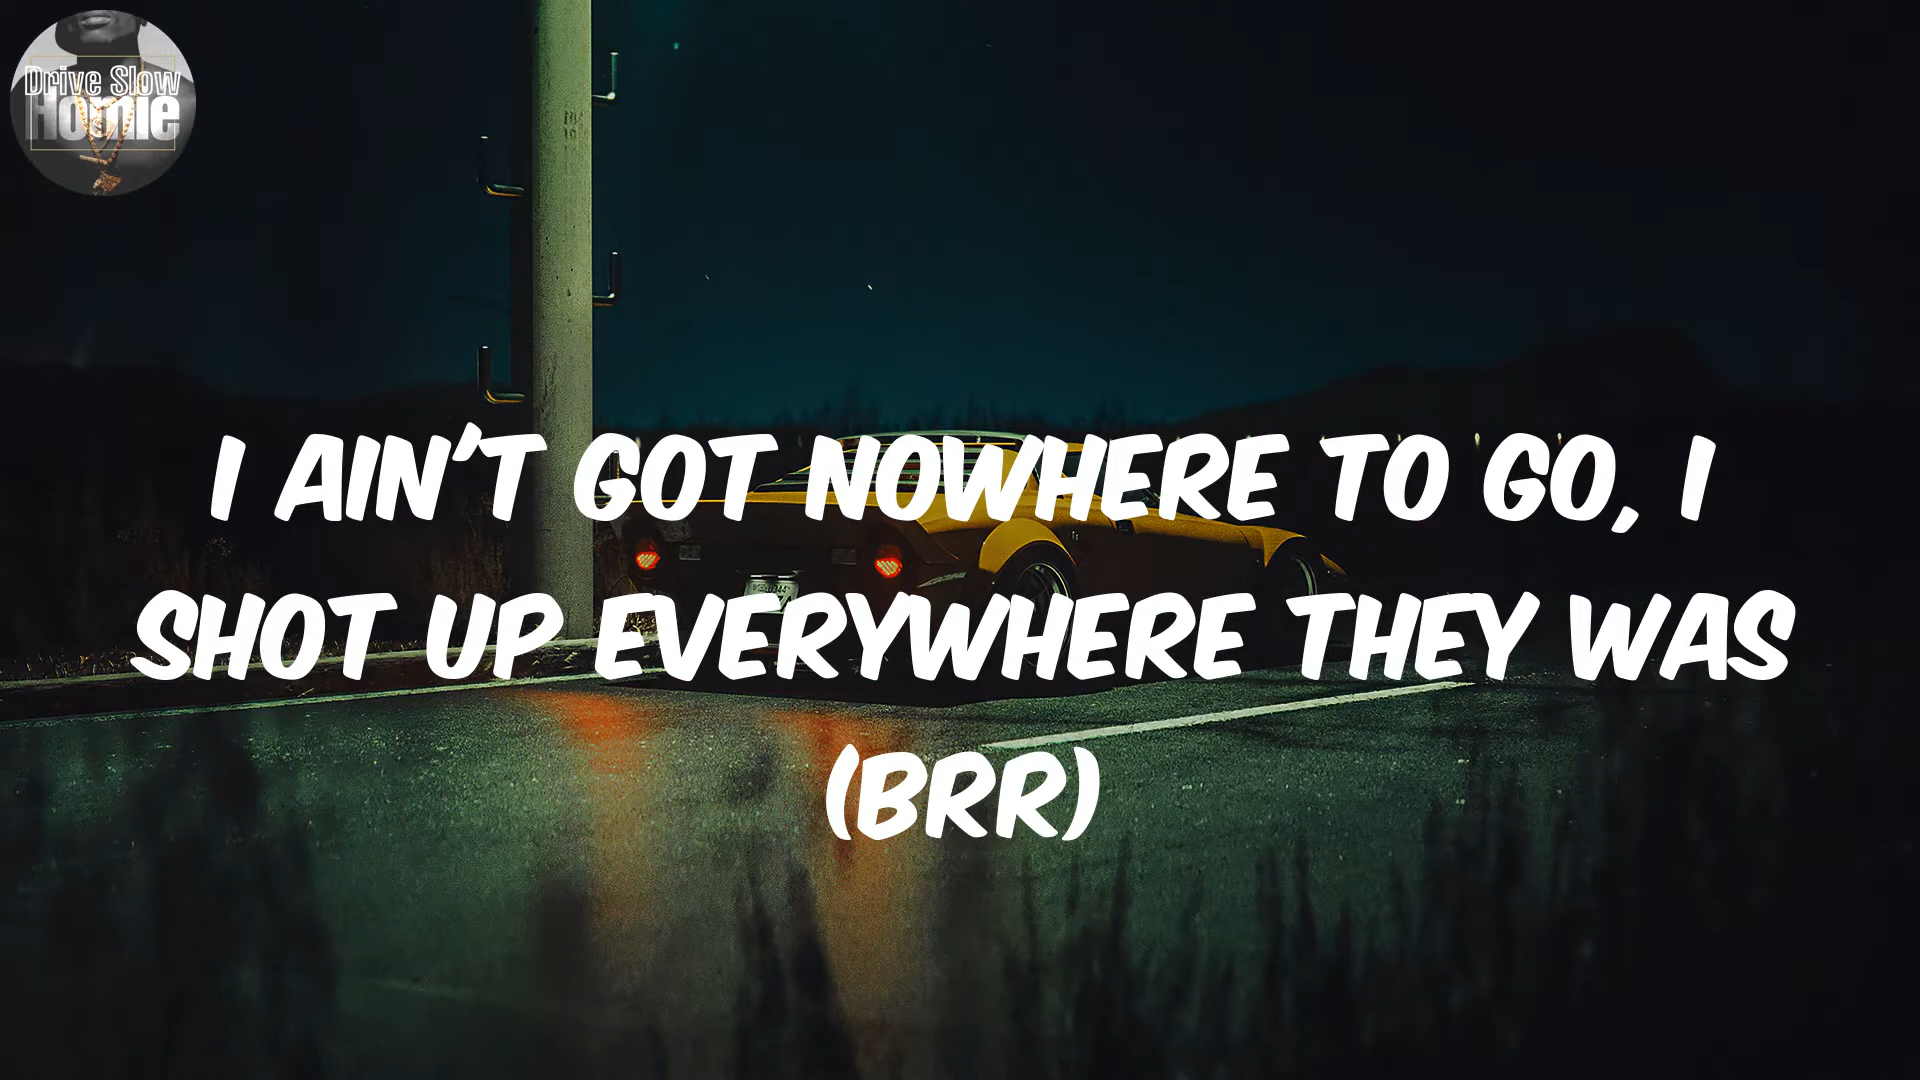 Drive Slow
Homie
I AIN'T GOT NOWHERE TO GO, I
SHOT UP EVERYWHERE THEY WAS
(BRR)